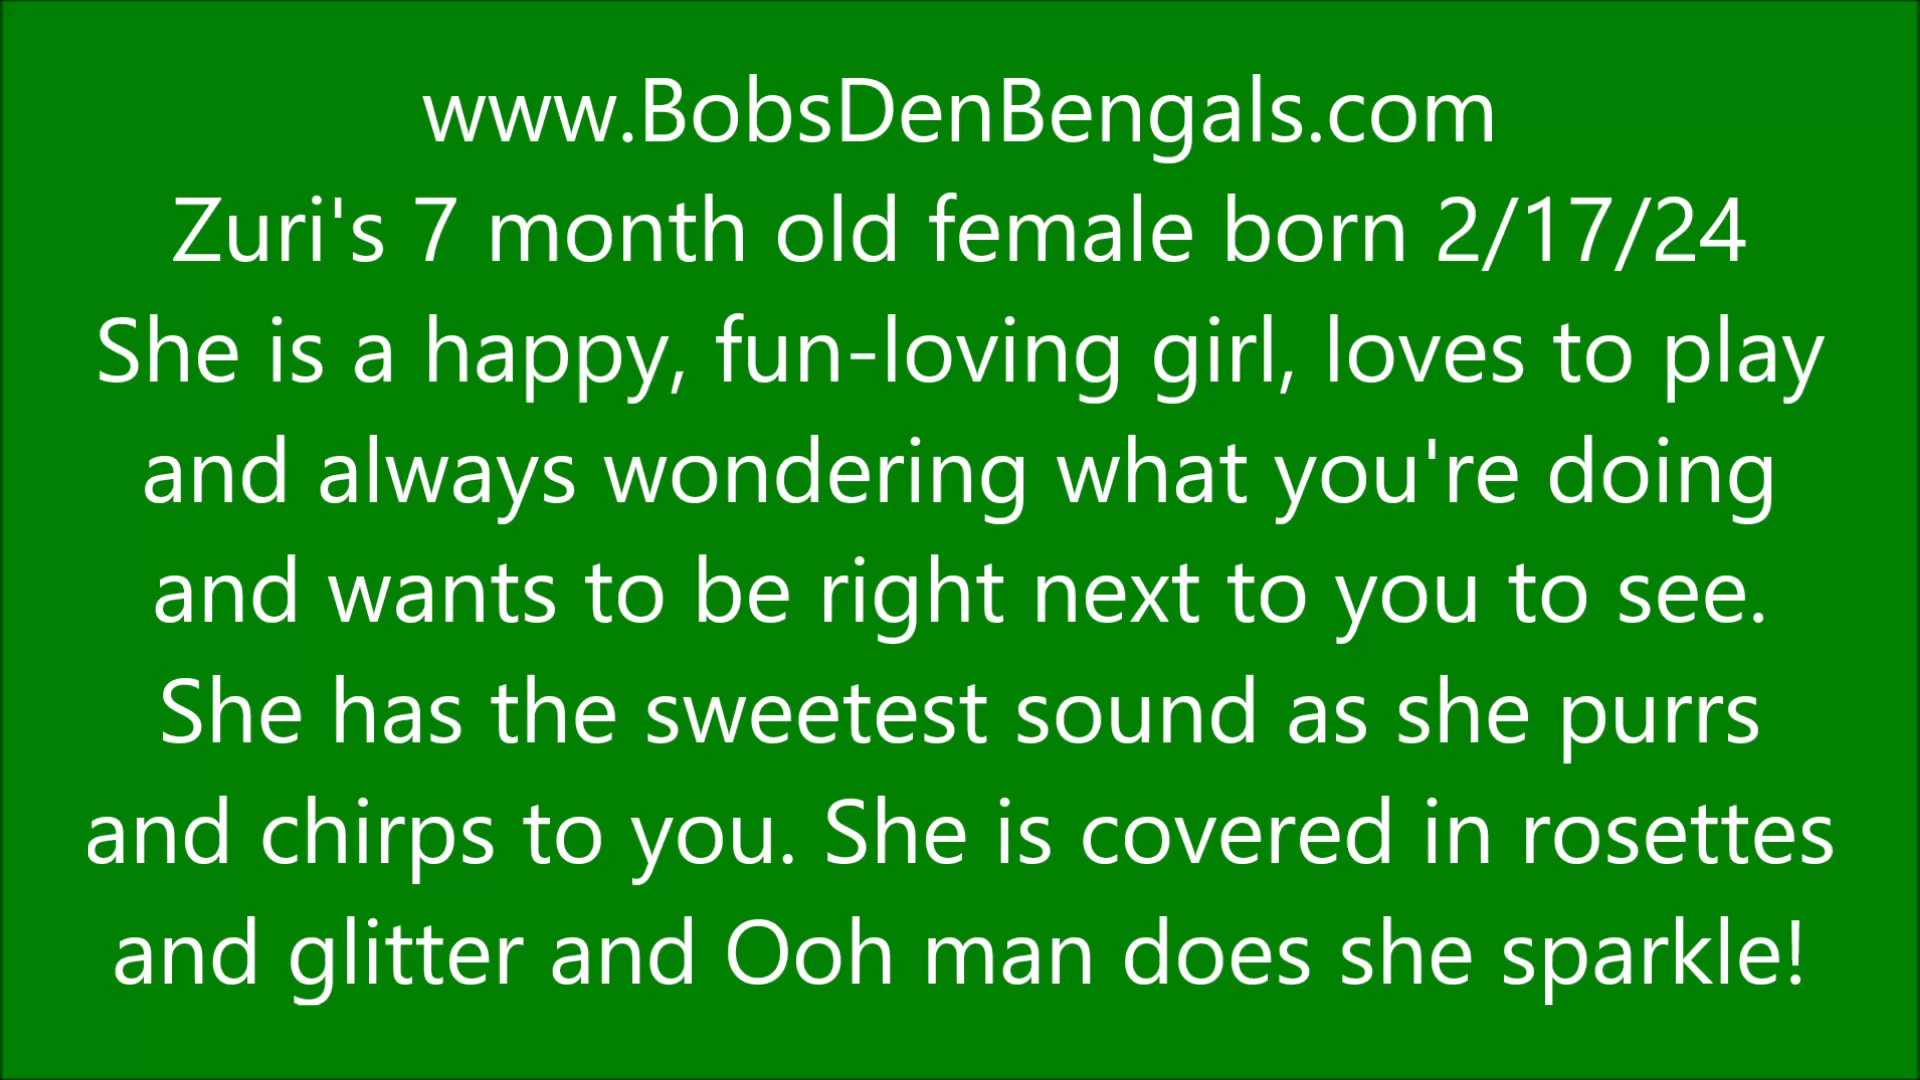 www.BobsDenBengals.com
Zuri's 7 month old female born 2/17/24
She is a happy, fun-loving girl, loves to play
and always wondering what you're doing
and wants to be right next to you to see.
She has the sweetest sound as she purrs
and chirps to you. She is covered in rosettes
and glitter and Ooh man does she sparkle!